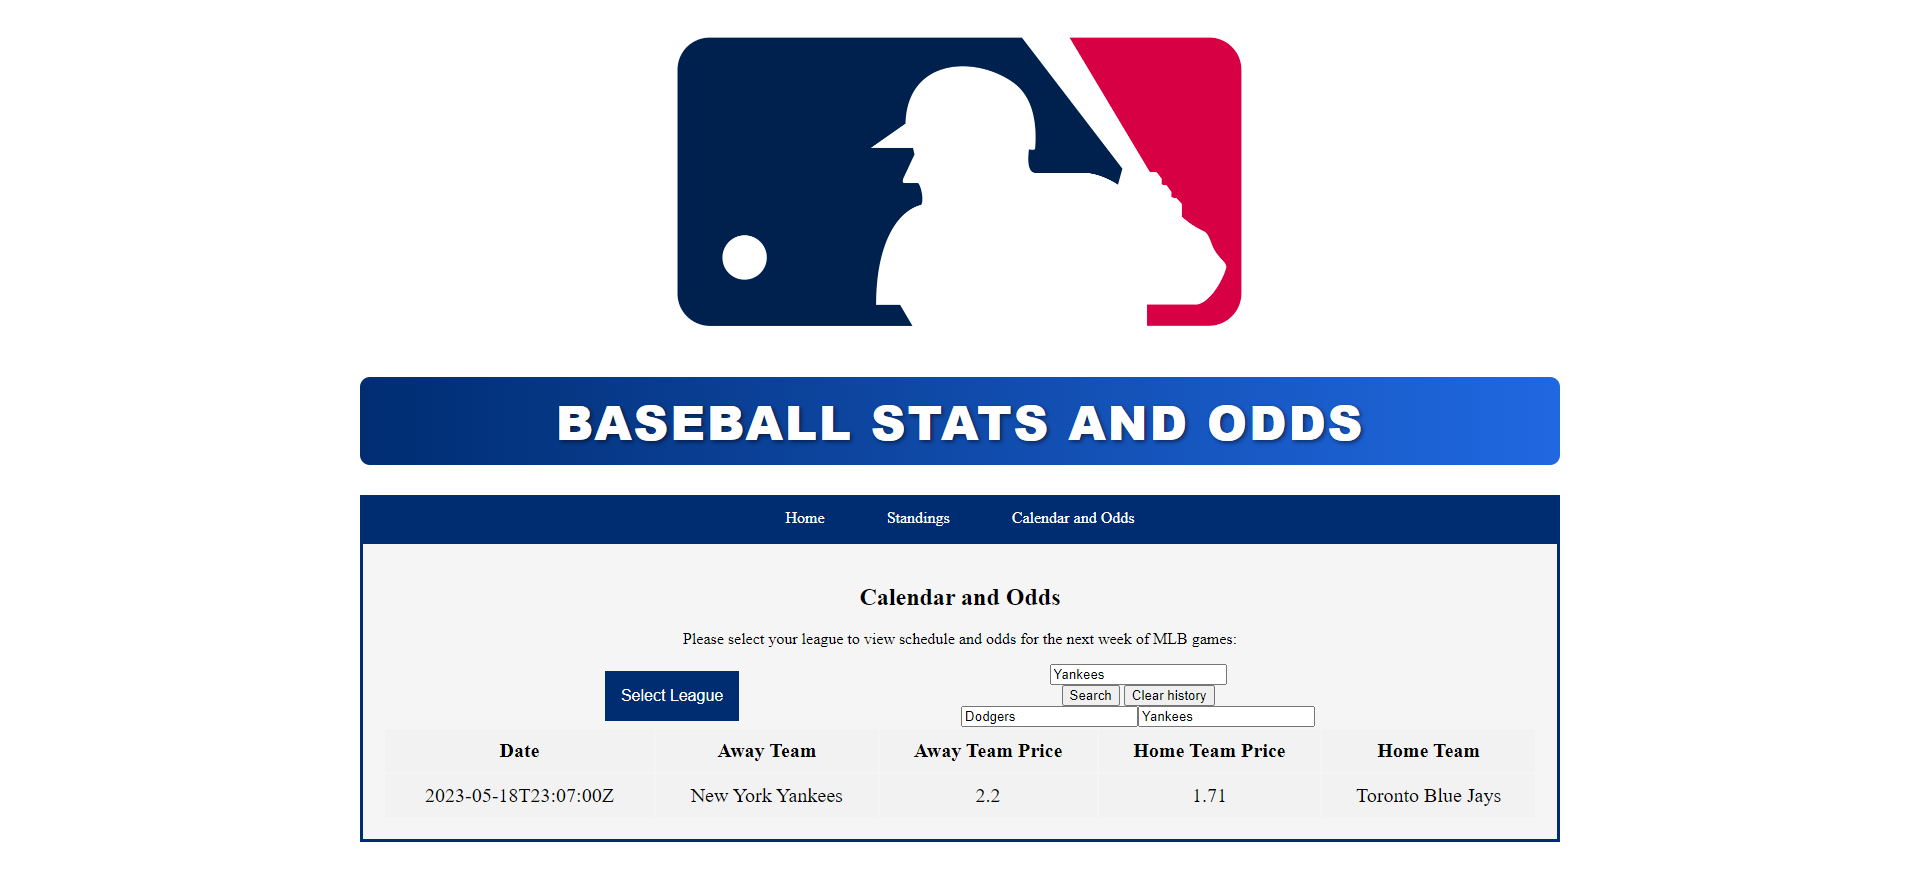 BASEBALL STATS AND ODDS
Home Standings Calendar and Odds
Calendar and Odds
Please select your league to view schedule and odds for the next week of MLB games:
Select League
Yankees
Search Clear history
Dodgers Yankees
Date Away Team Away Team Price Home Team Price Home Team
2023-05-18T23:07:00Z New York Yankees 2.2 1.71 Toronto Blue Jays